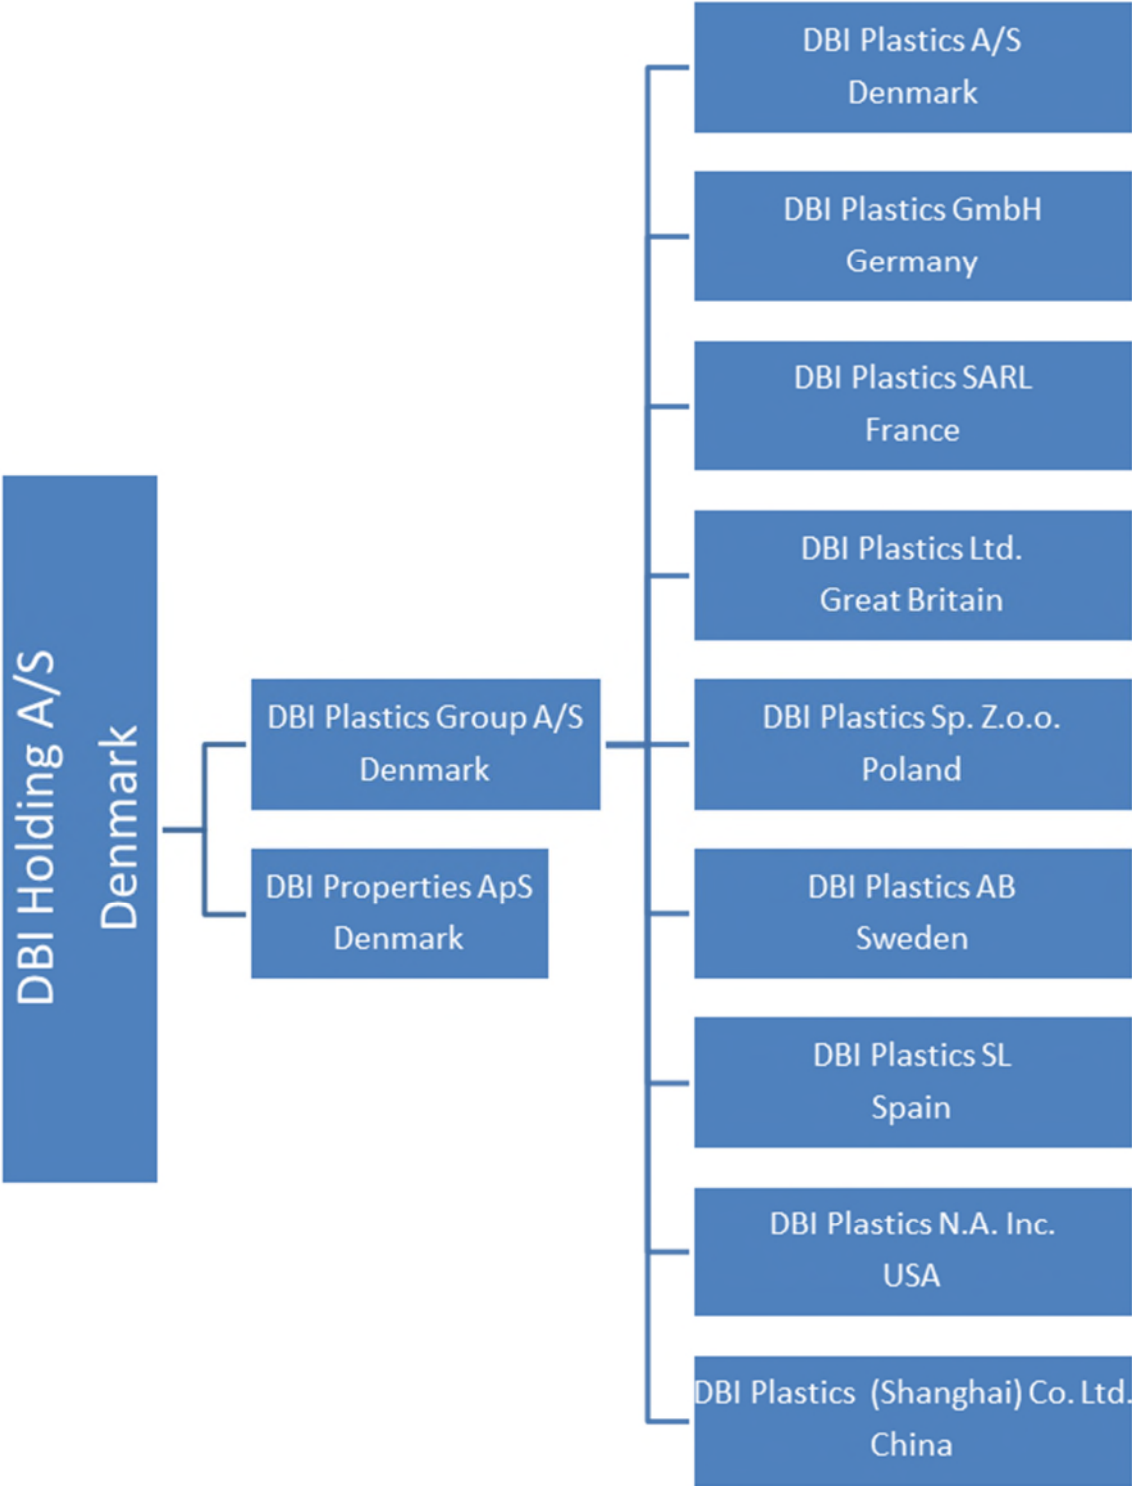 DBI Holding A/S
Denmark
DBI Plastics Group A/S
Denmark
DBI Properties ApS
Denmark
DBI Plastics A/S
Denmark
DBI Plastics GmbH
Germany
DBI Plastics SARL
France
DBI Plastics Ltd.
Great Britain
DBI Plastics Sp. Z.o.o.
Poland
DBI Plastics AB
Sweden
DBI Plastics SL
Spain
DBI Plastics N.A. Inc.
USA
DBI Plastics (Shanghai) Co. Ltd.
China